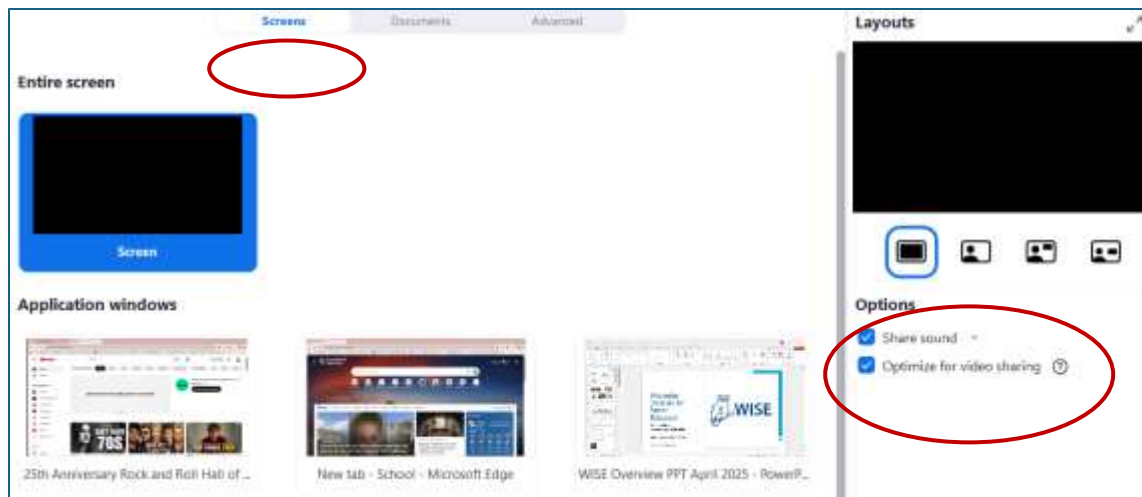 Screens Documents Advanced
Layouts
Entire screen
Screen
Application windows
Options
Share sound
Optimize for video sharing
70S
WISE
25th Anniversary Rock and Roll Hall of ...
New tab - School - Microsoft Edge
WISE Overview PPT April 2025 - PowerP...